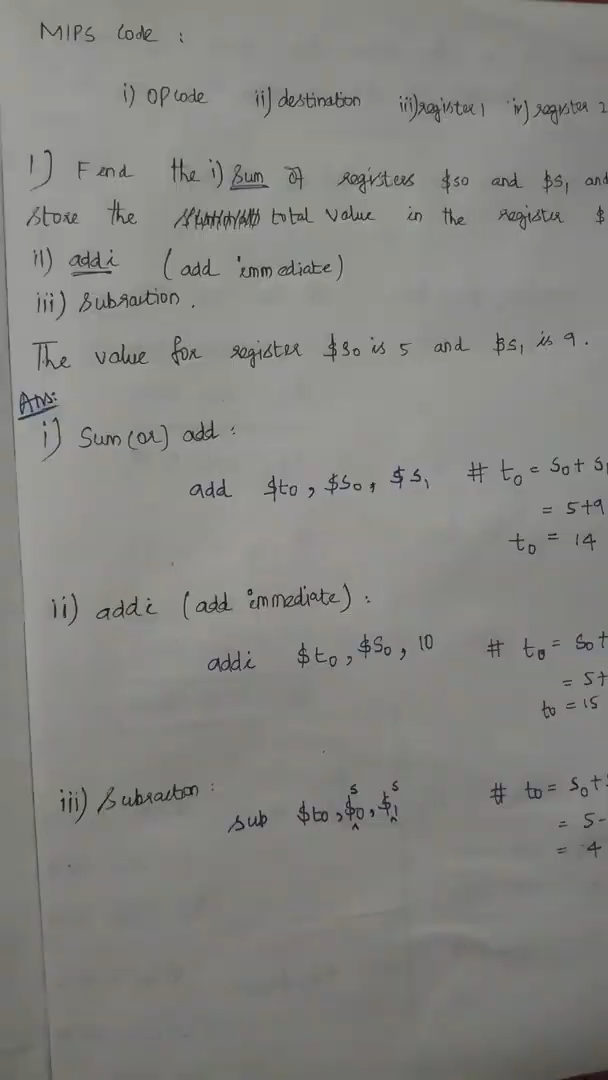 MIPS Code :
i) OPcode ii) destination iii) register 1 iv) register 2
1) Find the i) Sum of registers $s0 and $s1 and
store the total value in the register $
ii) addi (add immediate)
iii) Subraction.
The value for register $s0 is 5 and $s1 is 9.
Ans:
i) Sum (or) add :
add $t0, $s0, $s1 # t0 = s0 + s1
= 5+9
t0 = 14
ii) addi (add immediate) :
addi $t0, $s0, 10 # t0 = s0 +
= 5+
t0 = 15
iii) Subraction :
sub $t0, $s0, $s1 # t0 = s0 +
= 5-
= 4